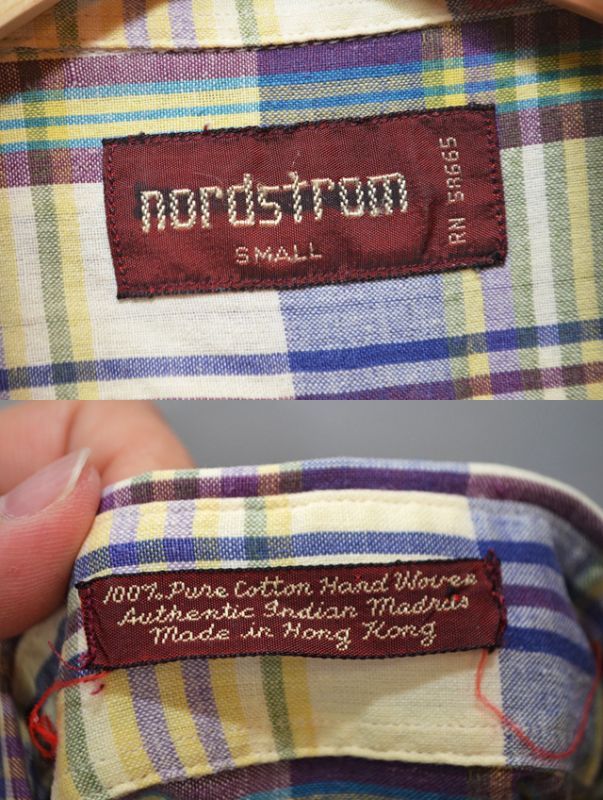 nordstrom
SMALL
RN 58665
100% Pure Cotton Hand Woven
Authentic Indian Madras
Made in Hong Kong